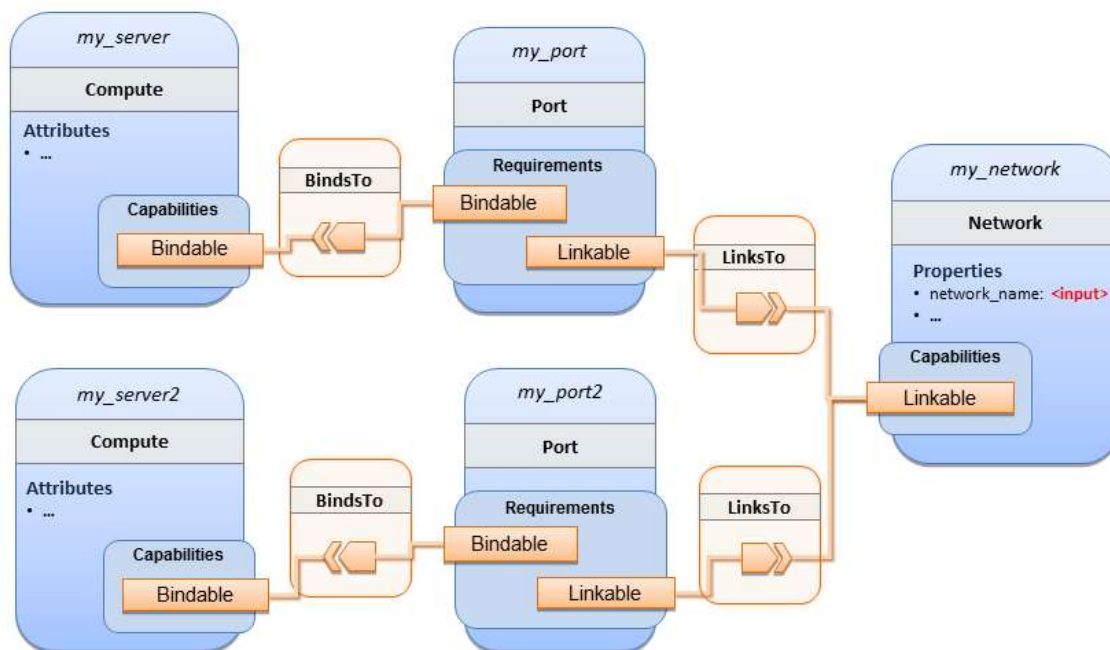 my_server
Compute
Attributes
• ...
Capabilities
Bindable
BindsTo
my_port
Port
Requirements
Bindable
Linkable
LinksTo
my_network
Network
Properties
• network_name: <input>
• ...
Capabilities
Linkable
my_server2
Compute
Attributes
• ...
Capabilities
Bindable
BindsTo
my_port2
Port
Requirements
Bindable
Linkable
LinksTo